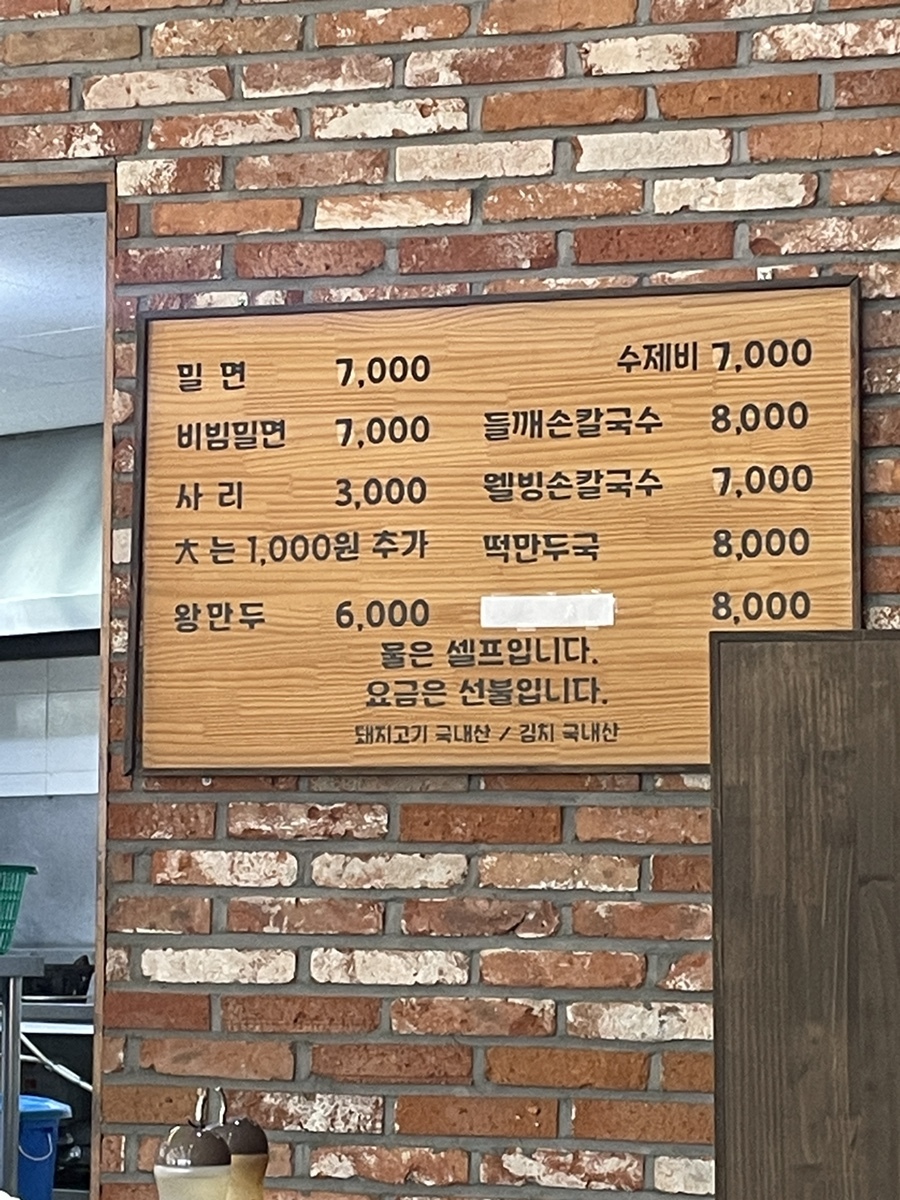 밀 면 7,000
비빔밀면 7,000
사 리 3,000
大 는 1,000원 추가
왕만두 6,000
수제비 7,000
들깨손칼국수 8,000
웰빙손칼국수 7,000
떡만두국 8,000
8,000
물은 셀프입니다.
요금은 선불입니다.
돼지고기 국내산 / 김치 국내산